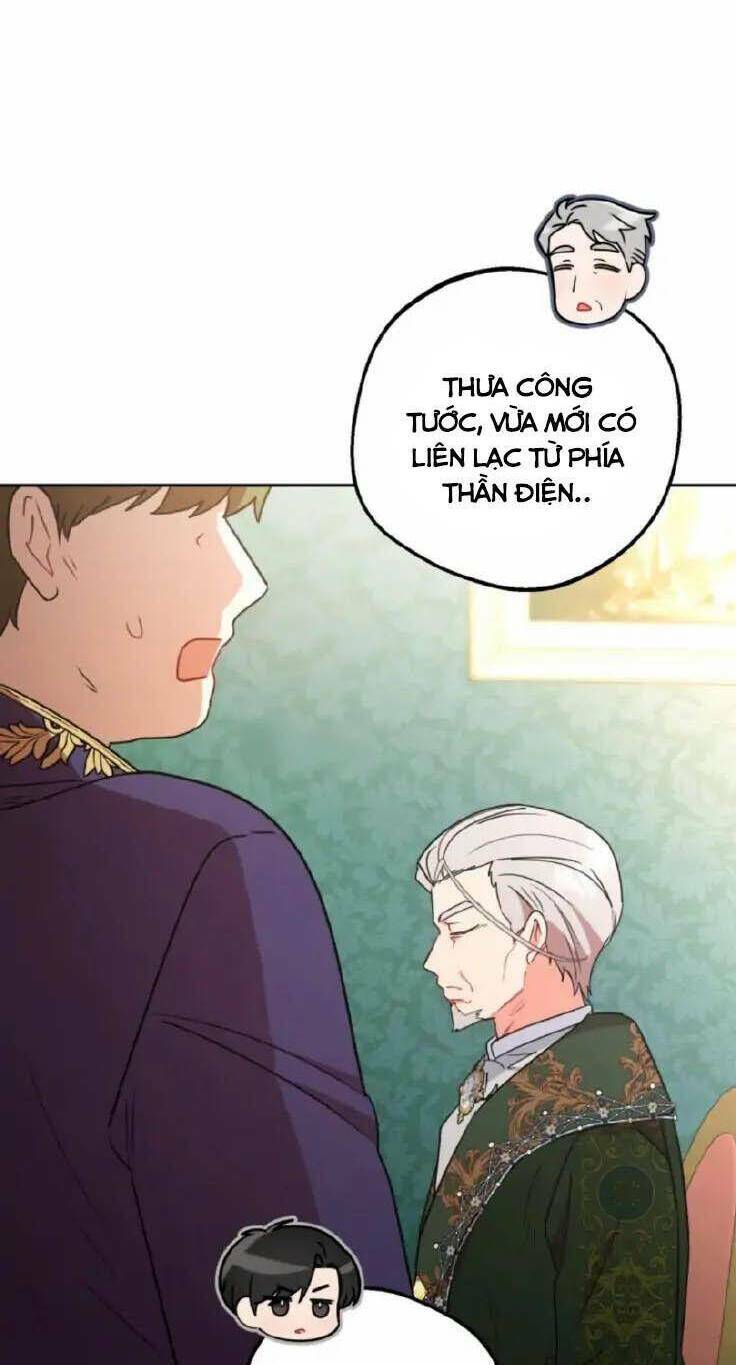 THƯA CÔNG
TƯỚC, VỪA MỚI CÓ
LIÊN LẠC TỪ PHÍA
THẦN ĐIỆN..